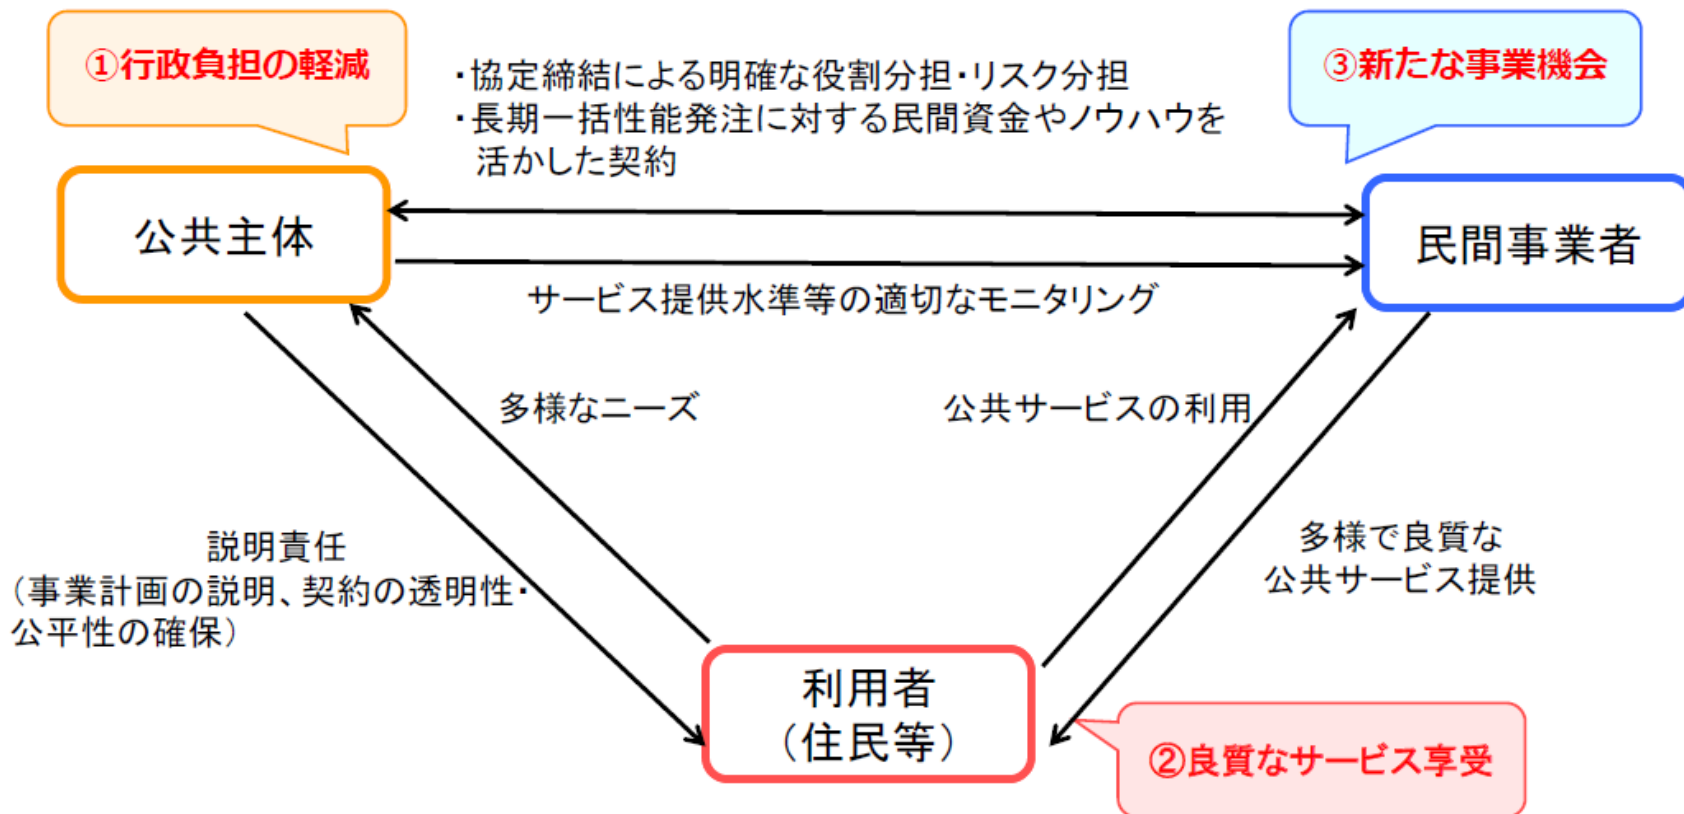 ①行政負担の軽減
・協定締結による明確な役割分担・リスク分担
・長期一括性能発注に対する民間資金やノウハウを
活かした契約
③新たな事業機会
公共主体
民間事業者
サービス提供水準等の適切なモニタリング
多様なニーズ
公共サービスの利用
説明責任
（事業計画の説明、契約の透明性・
公平性の確保）
多様で良質な
公共サービス提供
利用者
（住民等）
②良質なサービス享受